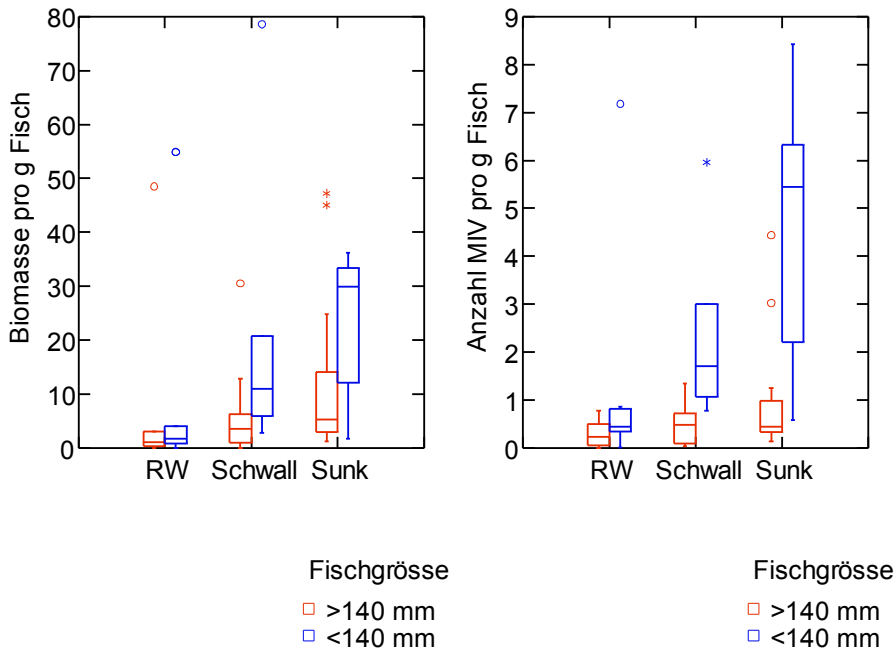 Biomasse pro g Fisch
80
70
60
50
40
30
20
10
0
RW Schwall Sunk
Fischgrösse
>140 mm
<140 mm
Anzahl MIV pro g Fisch
9
8
7
6
5
4
3
2
1
0
RW Schwall Sunk
Fischgrösse
>140 mm
<140 mm